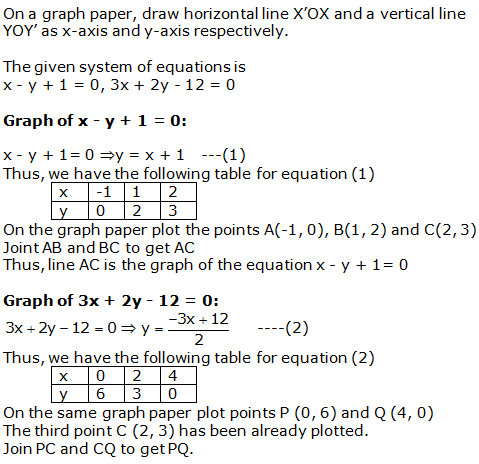 On a graph paper, draw horizontal line X'OX and a vertical line
YOY' as x-axis and y-axis respectively.
The given system of equations is
x - y + 1 = 0, 3x + 2y - 12 = 0
Graph of x - y + 1 = 0:
x - y + 1= 0 ⇒y = x + 1 ---(1)
Thus, we have the following table for equation (1)
x -1 1 2
y 0 2 3
On the graph paper plot the points A(-1, 0), B(1, 2) and C(2, 3)
Joint AB and BC to get AC
Thus, line AC is the graph of the equation x - y + 1= 0
Graph of 3x + 2y - 12 = 0:
3x + 2y – 12 = 0 ⇒ y = (−3x + 12)/2 ----(2)
Thus, we have the following table for equation (2)
x 0 2 4
y 6 3 0
On the same graph paper plot points P (0, 6) and Q (4, 0)
The third point C (2, 3) has been already plotted.
Join PC and CQ to get PQ.